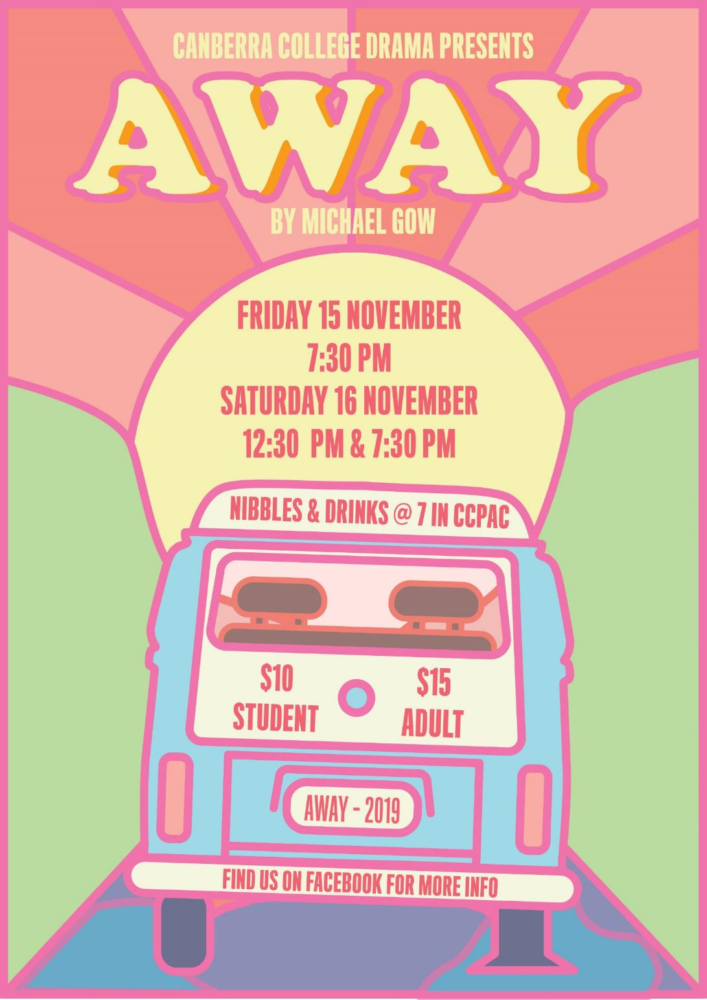 CANBERRA COLLEGE DRAMA PRESENTS
AWAY
BY MICHAEL GOW
FRIDAY 15 NOVEMBER
7:30 PM
SATURDAY 16 NOVEMBER
12:30 PM & 7:30 PM
NIBBLES & DRINKS @ 7 IN CCPAC
$10
STUDENT
$15
ADULT
AWAY - 2019
FIND US ON FACEBOOK FOR MORE INFO